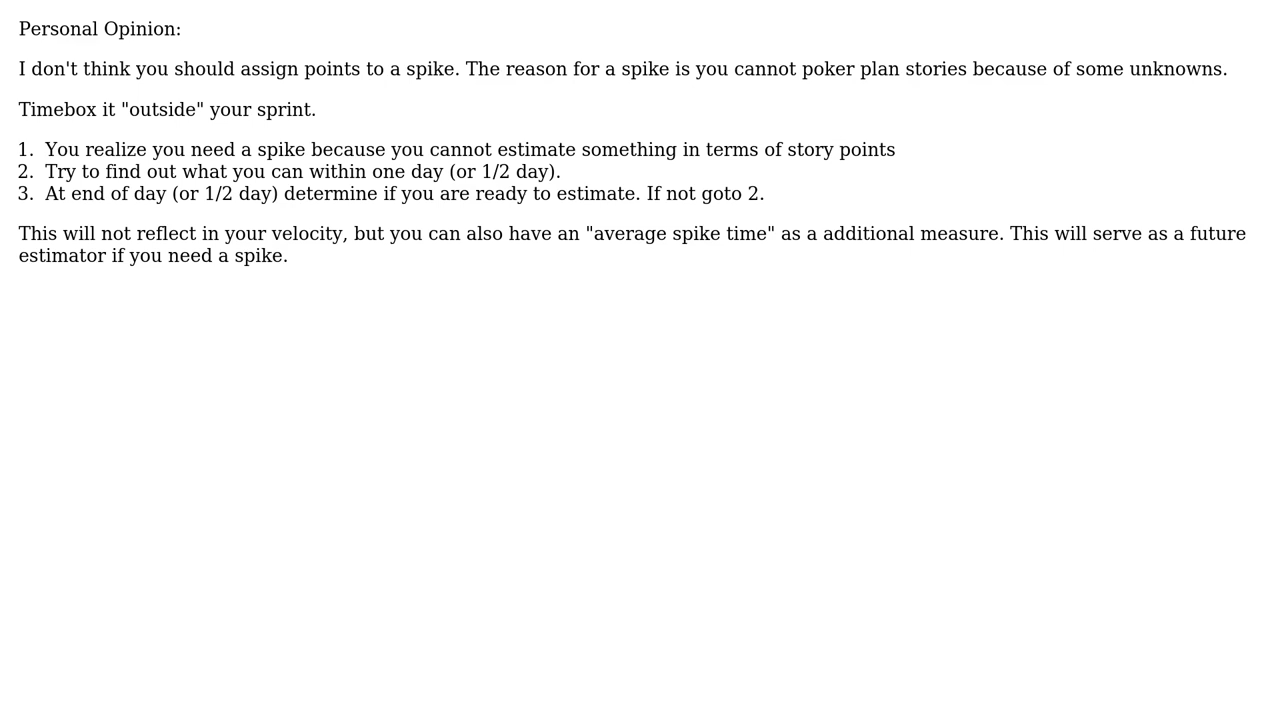 Personal Opinion:
I don't think you should assign points to a spike. The reason for a spike is you cannot poker plan stories because of some unknowns.
Timebox it "outside" your sprint.
1. You realize you need a spike because you cannot estimate something in terms of story points
2. Try to find out what you can within one day (or 1/2 day).
3. At end of day (or 1/2 day) determine if you are ready to estimate. If not goto 2.
This will not reflect in your velocity, but you can also have an "average spike time" as a additional measure. This will serve as a future
estimator if you need a spike.